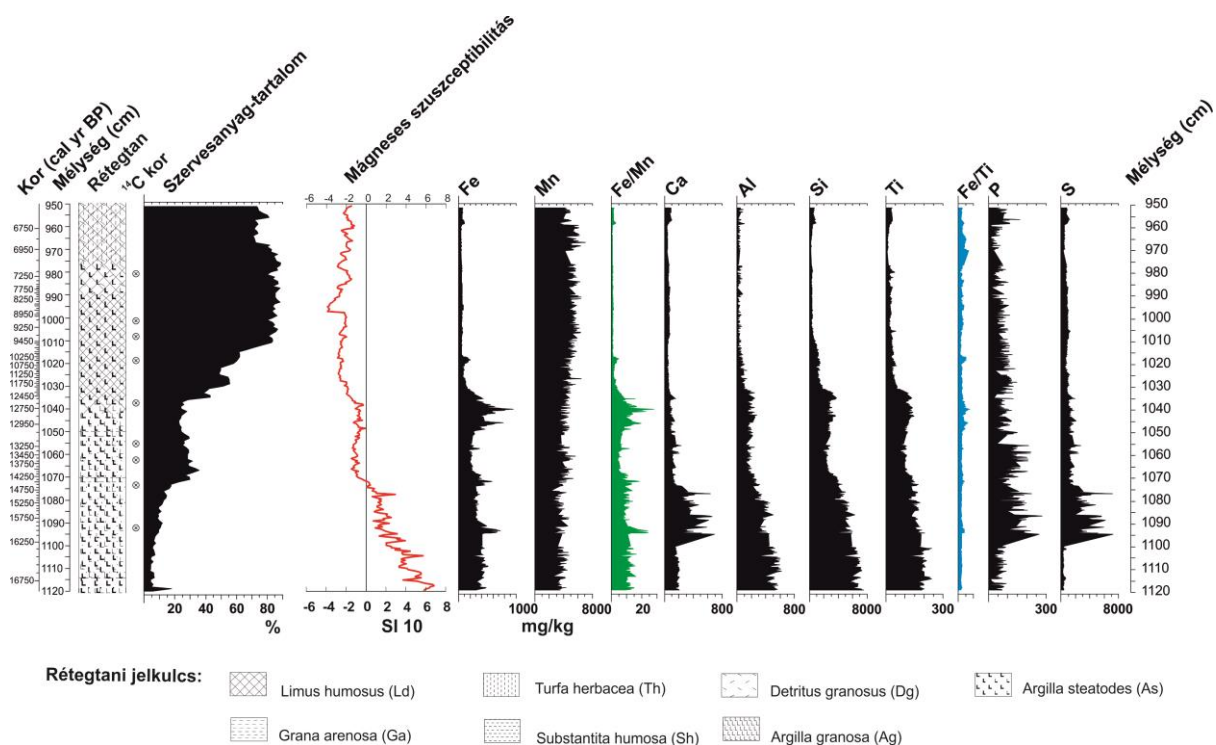 Kor (cal yr BP)
Mélység (cm)
Rétegtan
¹⁴C kor
Szervesanyag-tartalom
Mágneses szuszceptibilitás
Fe
Mn
Fe/Mn
Ca
Al
Si
Ti
Fe/Ti
P
S
Mélység (cm)
-6 -4 -2 0 2 4 6 8
6750
6950
7250
7750
8250
8950
9250
9450
10250
10750
11250
11750
12450
12750
12950
13250
13450
13750
14250
14750
15250
15750
16250
16750
950
960
970
980
990
1000
1010
1020
1030
1040
1050
1060
1070
1080
1090
1100
1110
1120
950
960
970
980
990
1000
1010
1020
1030
1040
1050
1060
1070
1080
1090
1100
1110
1120
20 40 60 80
%
-6 -4 -2 0 2 4 6 8
SI 10
1000
mg/kg
8000
0 20
800
800
8000
300
300
8000
Rétegtani jelkulcs:
Limus humosus (Ld)
Turfa herbacea (Th)
Detritus granosus (Dg)
Argilla steatodes (As)
Grana arenosa (Ga)
Substantita humosa (Sh)
Argilla granosa (Ag)